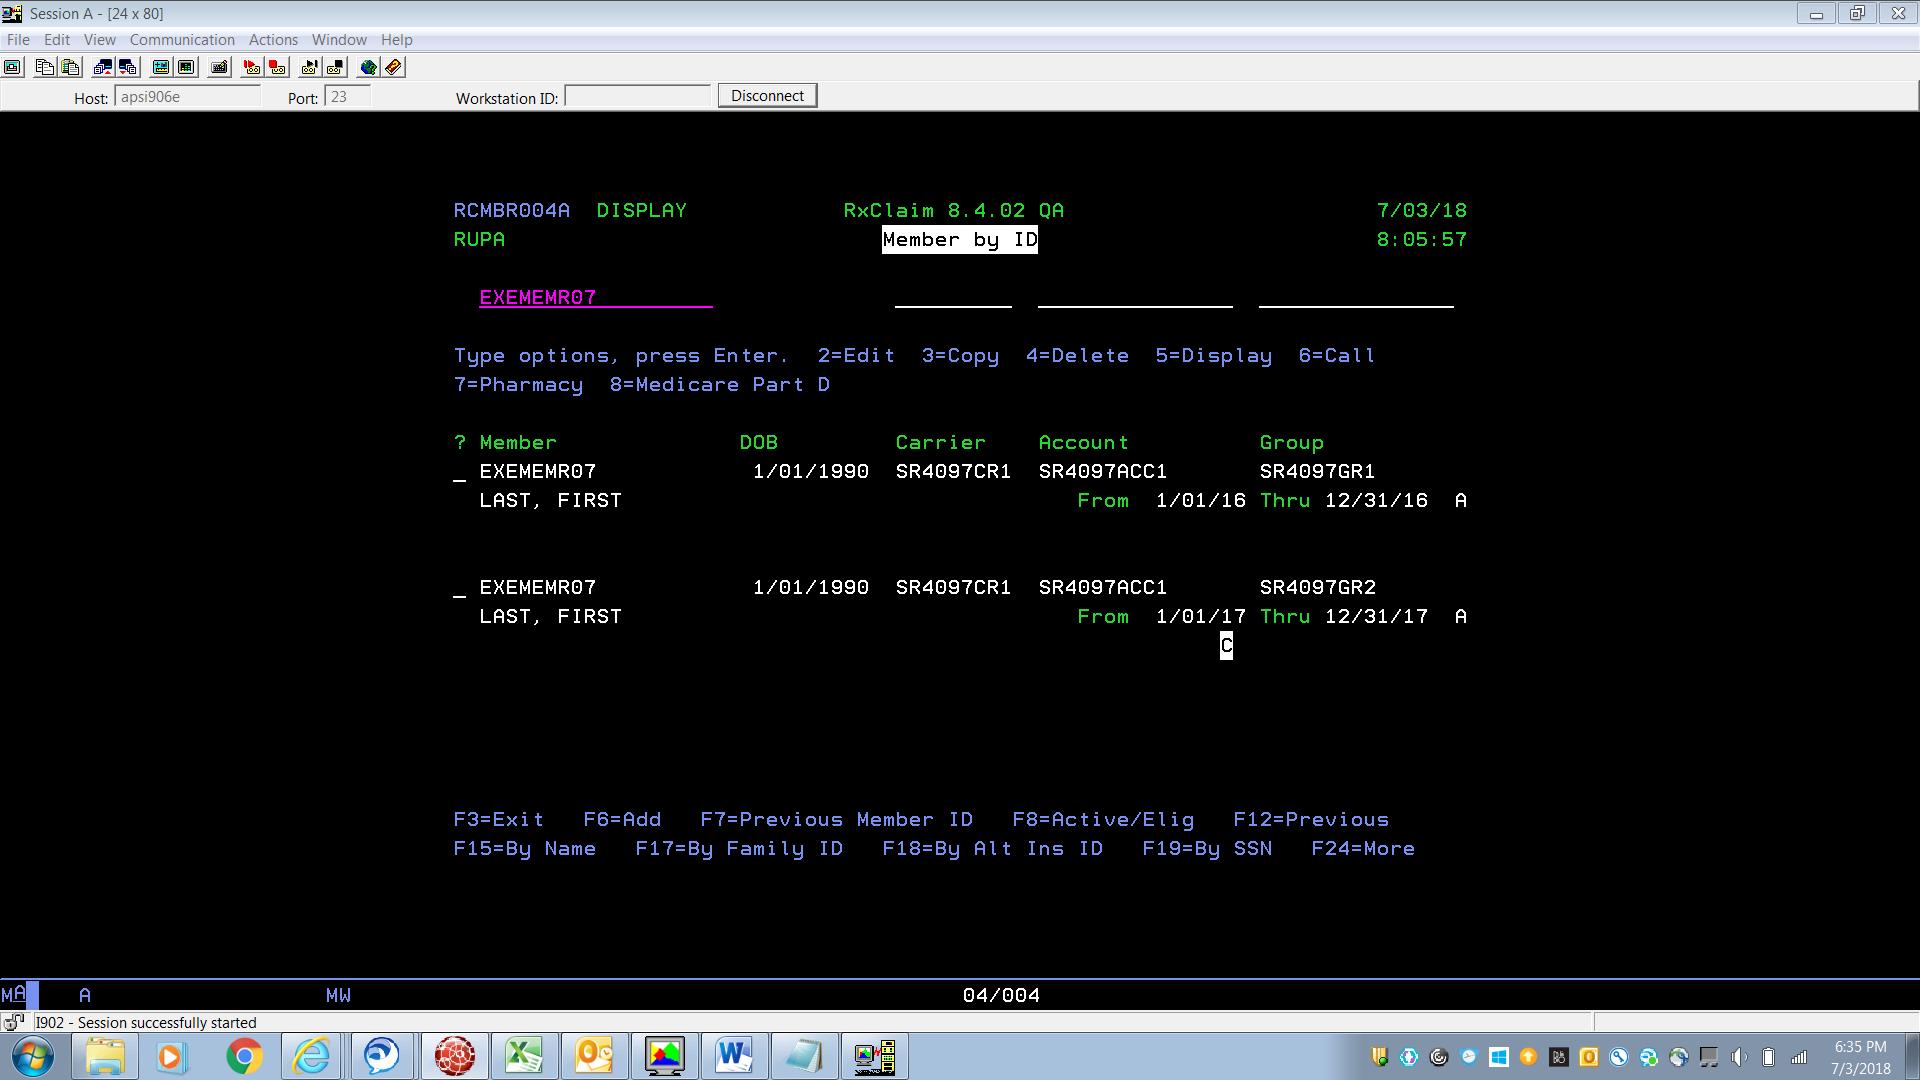 Session A - [24 x 80]
File Edit View Communication Actions Window Help
Host: apsi906e Port: 23 Workstation ID: Disconnect
RCMBR004A DISPLAY RxClaim 8.4.02 QA 7/03/18
RUPA Member by ID 8:05:57
EXEMEMR07
Type options, press Enter. 2=Edit 3=Copy 4=Delete 5=Display 6=Call
7=Pharmacy 8=Medicare Part D
? Member DOB Carrier Account Group
_ EXEMEMR07 1/01/1990 SR4097CR1 SR4097ACC1 SR4097GR1
LAST, FIRST From 1/01/16 Thru 12/31/16 A
_ EXEMEMR07 1/01/1990 SR4097CR1 SR4097ACC1 SR4097GR2
LAST, FIRST From 1/01/17 Thru 12/31/17 A
C
F3=Exit F6=Add F7=Previous Member ID F8=Active/Elig F12=Previous
F15=By Name F17=By Family ID F18=By Alt Ins ID F19=By SSN F24=More
MA A MW 04/004
I902 - Session successfully started
6:35 PM
7/3/2018